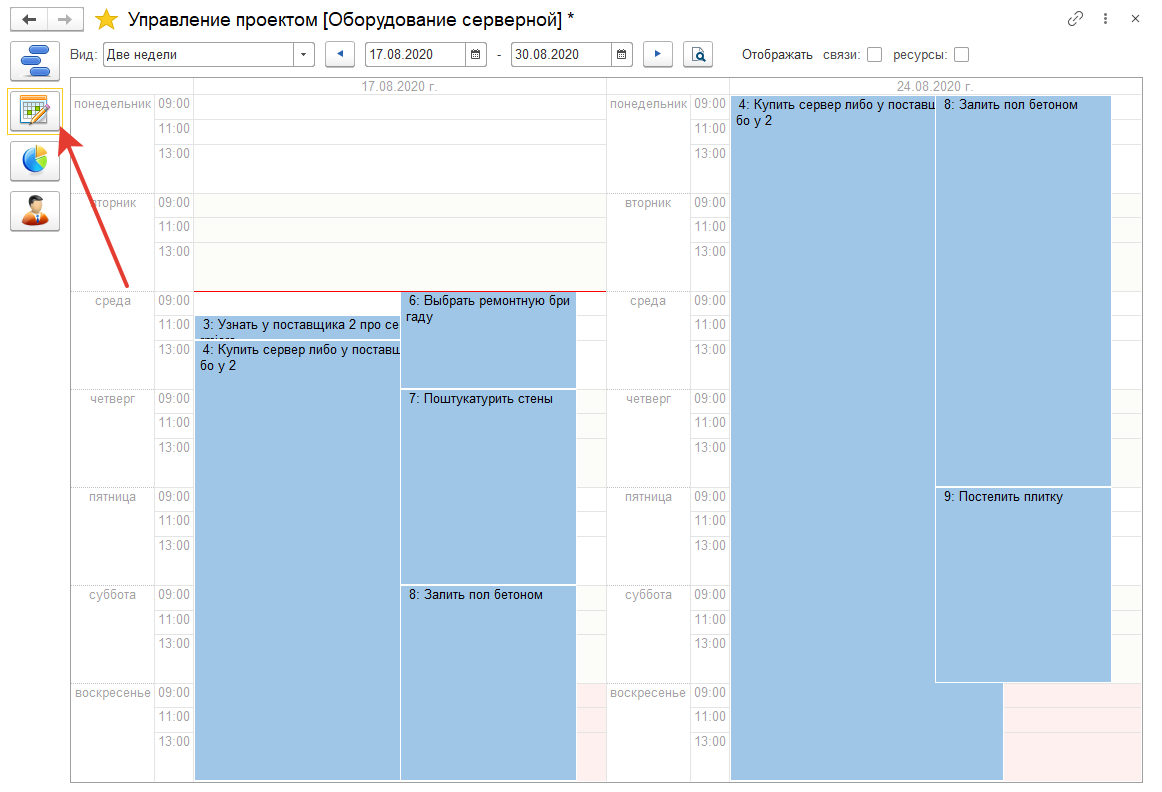 Управление проектом [Оборудование серверной] *
Вид: Две недели 17.08.2020 - 30.08.2020 Отображать связи: ресурсы:
17.08.2020 г.
понедельник 09:00
11:00
13:00
вторник 09:00
11:00
13:00
среда 09:00
11:00
13:00
четверг 09:00
11:00
13:00
пятница 09:00
11:00
13:00
суббота 09:00
11:00
13:00
воскресенье 09:00
11:00
13:00
3: Узнать у поставщика 2 про се
4: Купить сервер либо у поставщ
бо у 2
6: Выбрать ремонтную бри
гаду
7: Поштукатурить стены
8: Залить пол бетоном
24.08.2020 г.
понедельник 09:00
11:00
13:00
вторник 09:00
11:00
13:00
среда 09:00
11:00
13:00
четверг 09:00
11:00
13:00
пятница 09:00
11:00
13:00
суббота 09:00
11:00
13:00
воскресенье 09:00
11:00
13:00
4: Купить сервер либо у поставщ
бо у 2
8: Залить пол бетоном
9: Постелить плитку